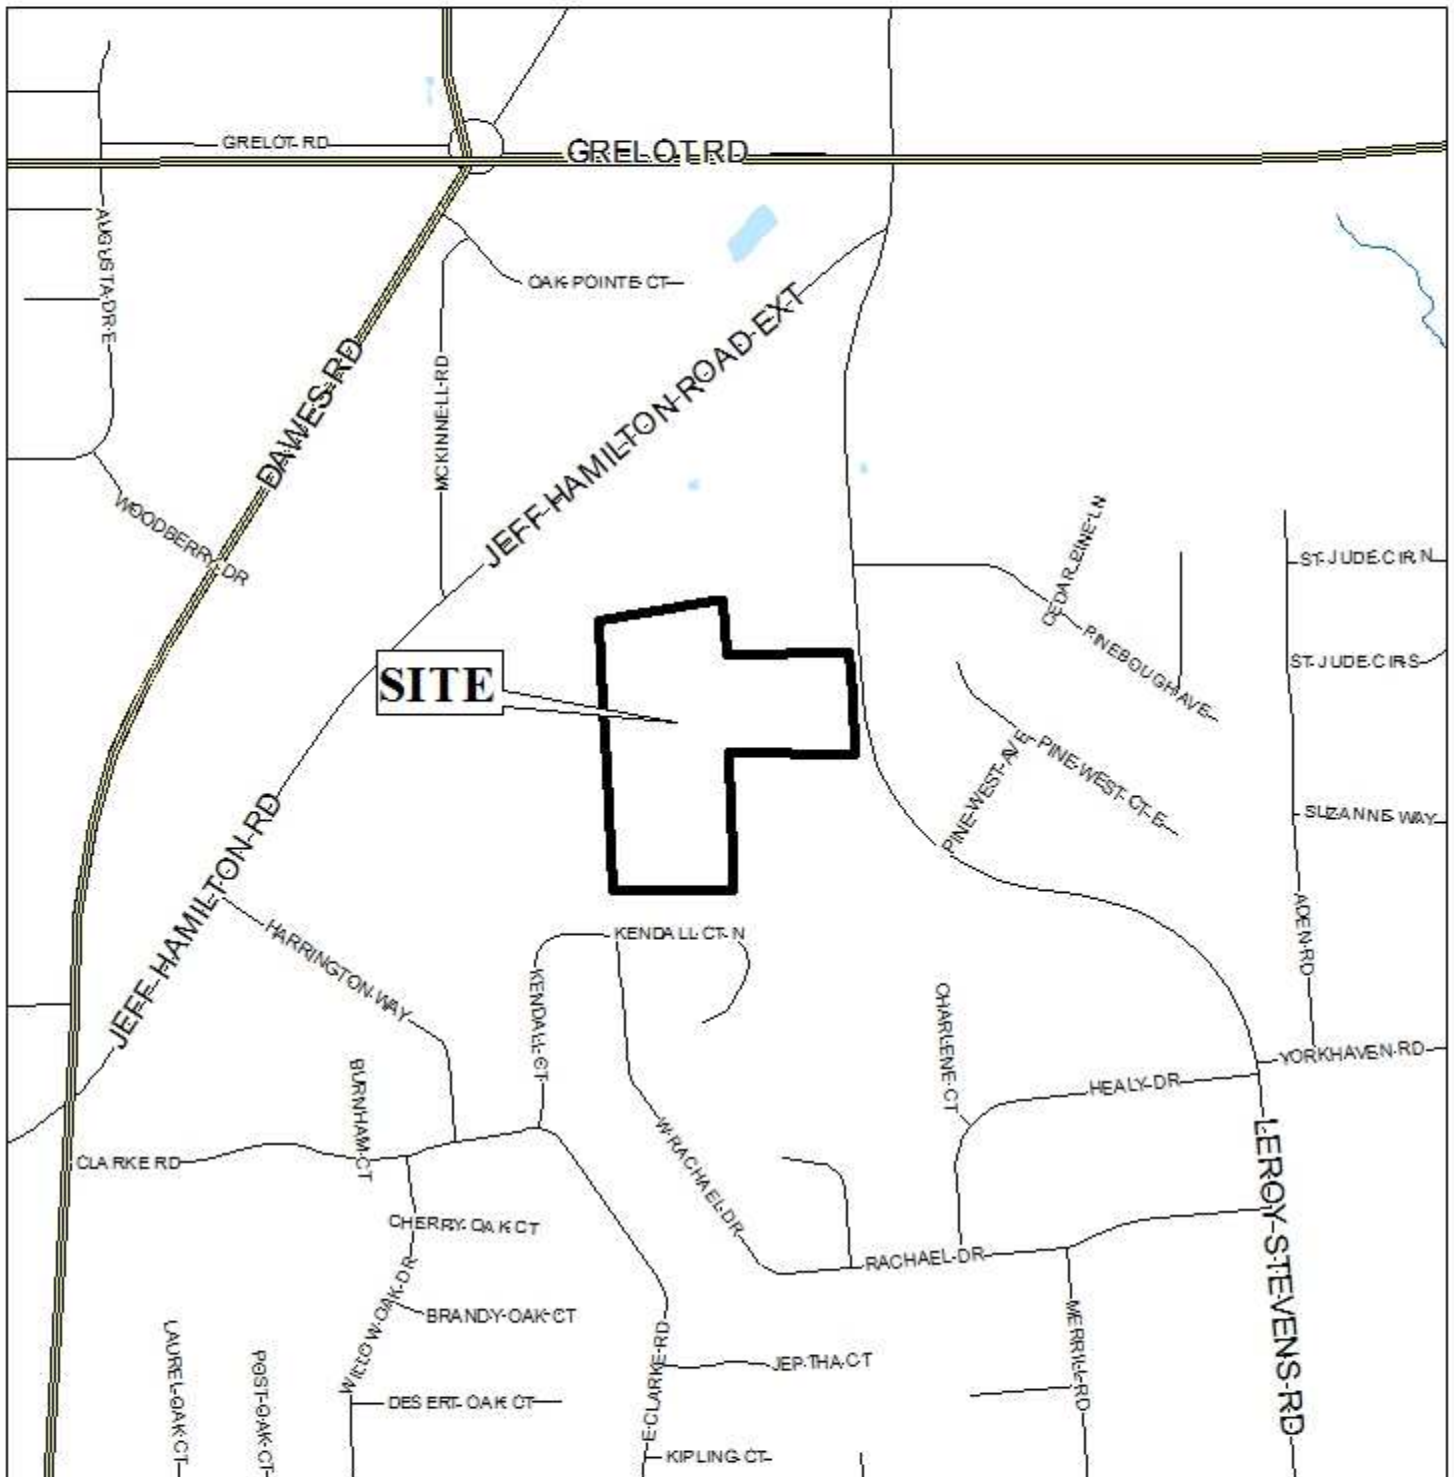 GRELOT RD
GRELOT RD
AUGUSTA DR E
OAK POINTE CT
JEFF HAMILTON ROAD EXT
DAWES RD
MCKINNELL RD
WOODBERRY DR
CEDAR PINE LN
ST JUDE CIR N
PINEBOUGH AVE
ST JUDE CIR S
SITE
PINE WEST AVE
PINE WEST CT E
SUZANNE WAY
JEFF HAMILTON RD
ADEN RD
HARRINGTON WAY
KENDALL CT N
KENDALL CT
CHARLENE CT
YORKHAVEN RD
BURNHAM CT
HEALY DR
CLARKE RD
W RACHAEL DR
LEROY STEVENS RD
CHERRY OAK CT
RACHAEL DR
WILLOW OAK DR
BRANDY OAK CT
MERRILL RD
LAUREL OAK CT
POST OAK CT
E CLARKE RD
JEPTHA CT
DESERT OAK CT
KIPLING CT